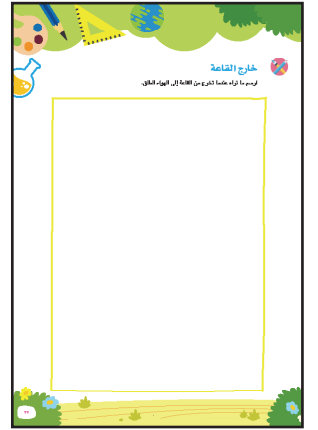 خارج القاعة
ارسم ما تراه عندما تخرج من القاعة إلى الهواء الطلق.